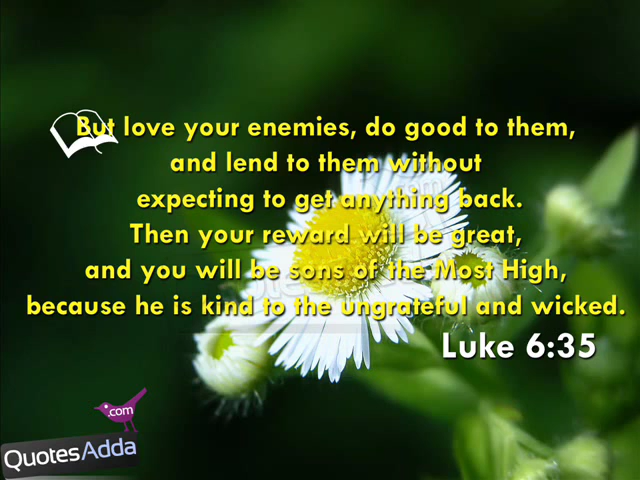 But love your enemies, do good to them,
and lend to them without
expecting to get anything back.
Then your reward will be great,
and you will be sons of the Most High,
because he is kind to the ungrateful and wicked.
Luke 6:35
.com
QuotesAdda